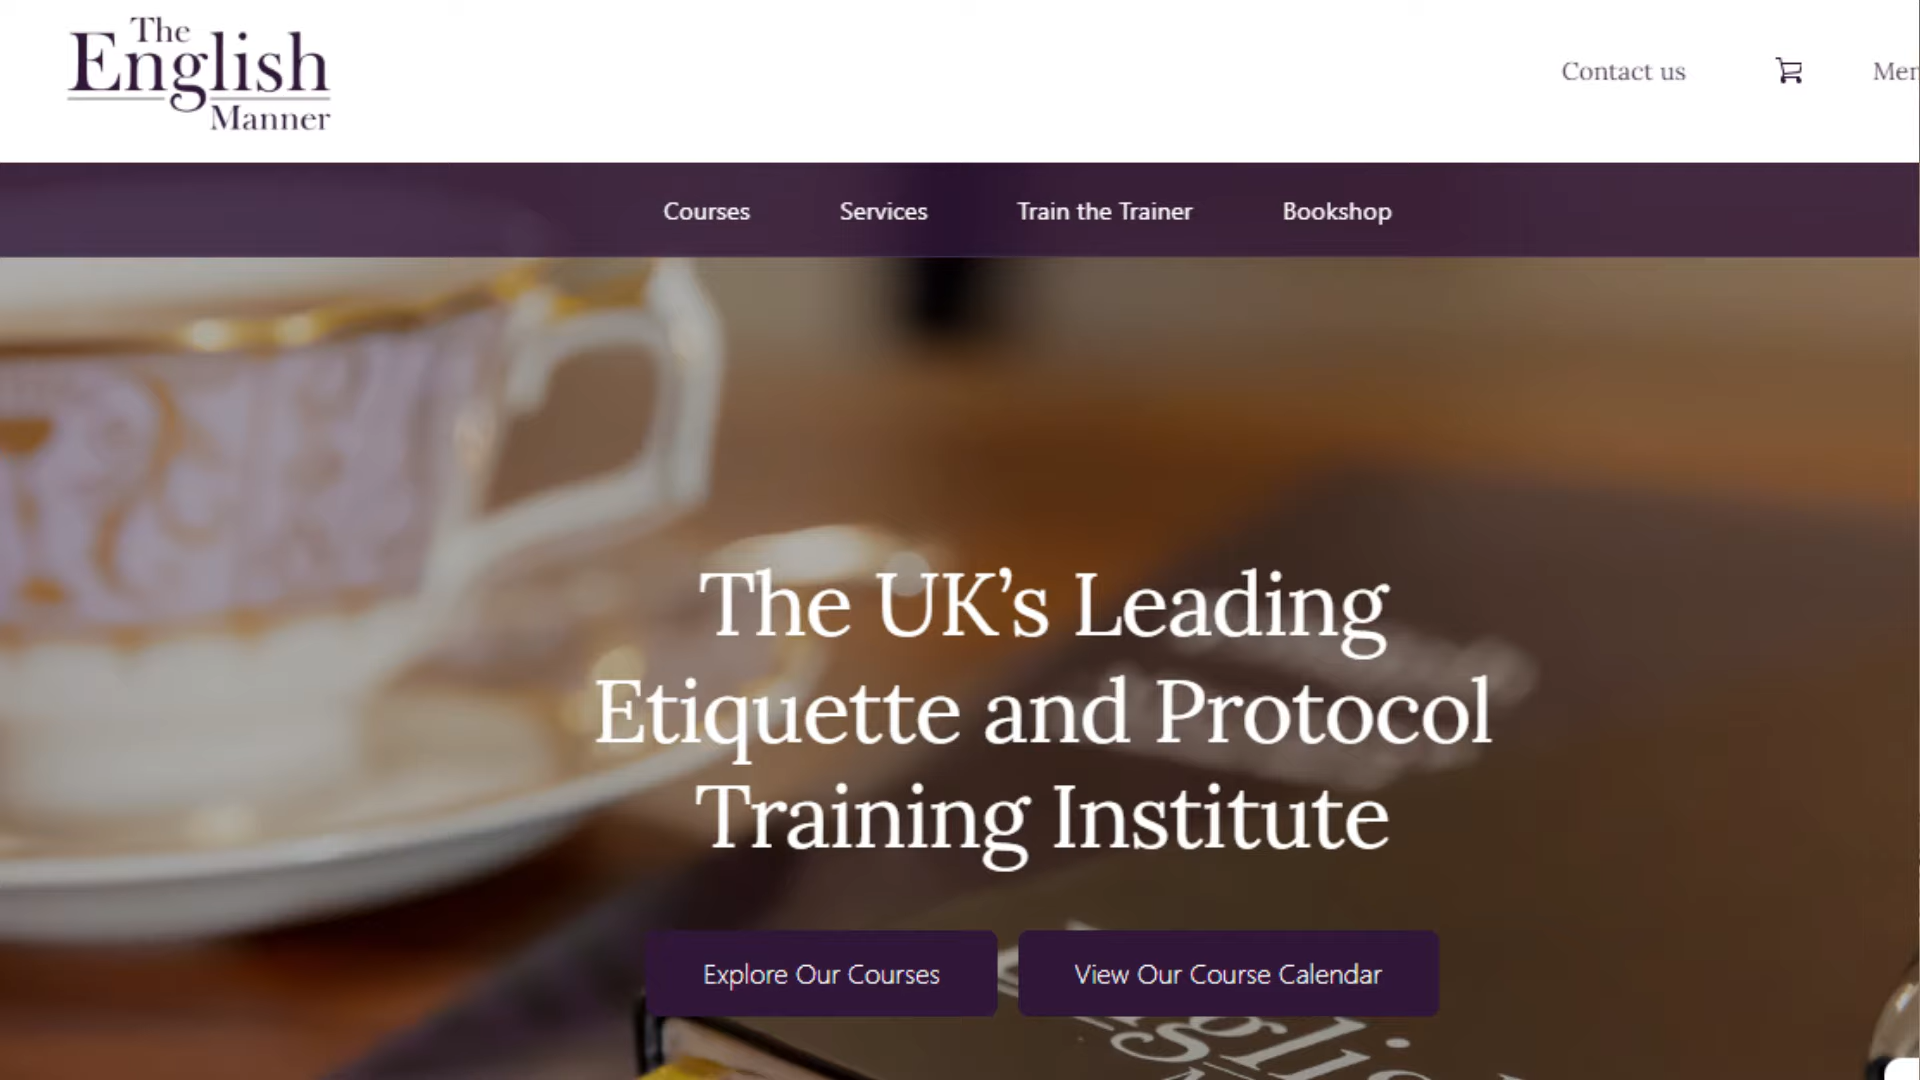 The
English
Manner
Contact us
Courses
Services
Train the Trainer
Bookshop
The UK’s Leading
Etiquette and Protocol
Training Institute
Explore Our Courses
View Our Course Calendar